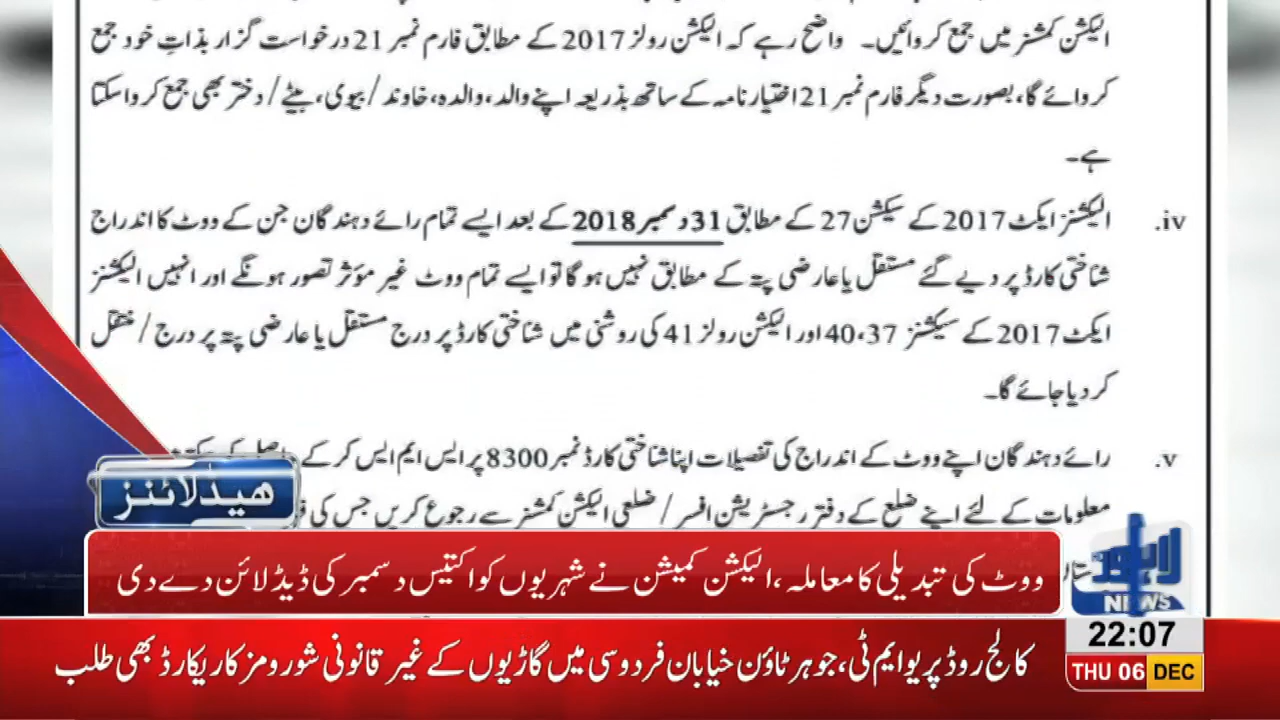 الیکشن کمشنر میں جمع کروائیں۔ واضح رہے کہ الیکشن رولز 2017 کے مطابق فارم نمبر 21 درخواست گزار بذاتِ خود جمع
کروائے گا، بصورت دیگر فارم نمبر 21 اختیار نامہ کے ساتھ بذریعہ اپنے والد، والدہ، خاوند/بیوی، بیٹے/دختر بھی جمع کروا سکتا
ہے۔
iv. الیکشنز ایکٹ 2017 کے سیکشن 27 کے مطابق 31 دسمبر 2018 کے بعد ایسے تمام رائے دہندگان جن کے ووٹ کا اندراج
شناختی کارڈ پر دیے گئے مستقل یا عارضی پتہ کے مطابق نہیں ہو گا تو ایسے تمام ووٹ غیر مؤثر تصور ہونگے اور انہیں الیکشنز
ایکٹ 2017 کے سیکشنز 37، 40 اور الیکشن رولز 41 کی روشنی میں شناختی کارڈ پر درج مستقل یا عارضی پتہ پر درج/منتقل
کر دیا جائے گا۔
v. رائے دہندگان اپنے ووٹ کے اندراج کی تفصیلات اپنا شناختی کارڈ نمبر 8300 پر ایس ایم ایس کر کے
معلومات کے لئے اپنے ضلع کے دفتر رجسٹریشن افسر/ضلعی الیکشن کمشنر سے رجوع کریں جس کی
ھیڈلائنز
ووٹ کی تبدیلی کا معاملہ، الیکشن کمیشن نے شہریوں کو اکتیس دسمبر کی ڈیڈ لائن دے دی
لاہور
NEWS
22:07
کالج روڈ پر یو ایم ٹی، جوہر ٹاؤن خیابان فردوسی میں گاڑیوں کے غیر قانونی شورومز کا ریکارڈ بھی طلب
THU 06 DEC